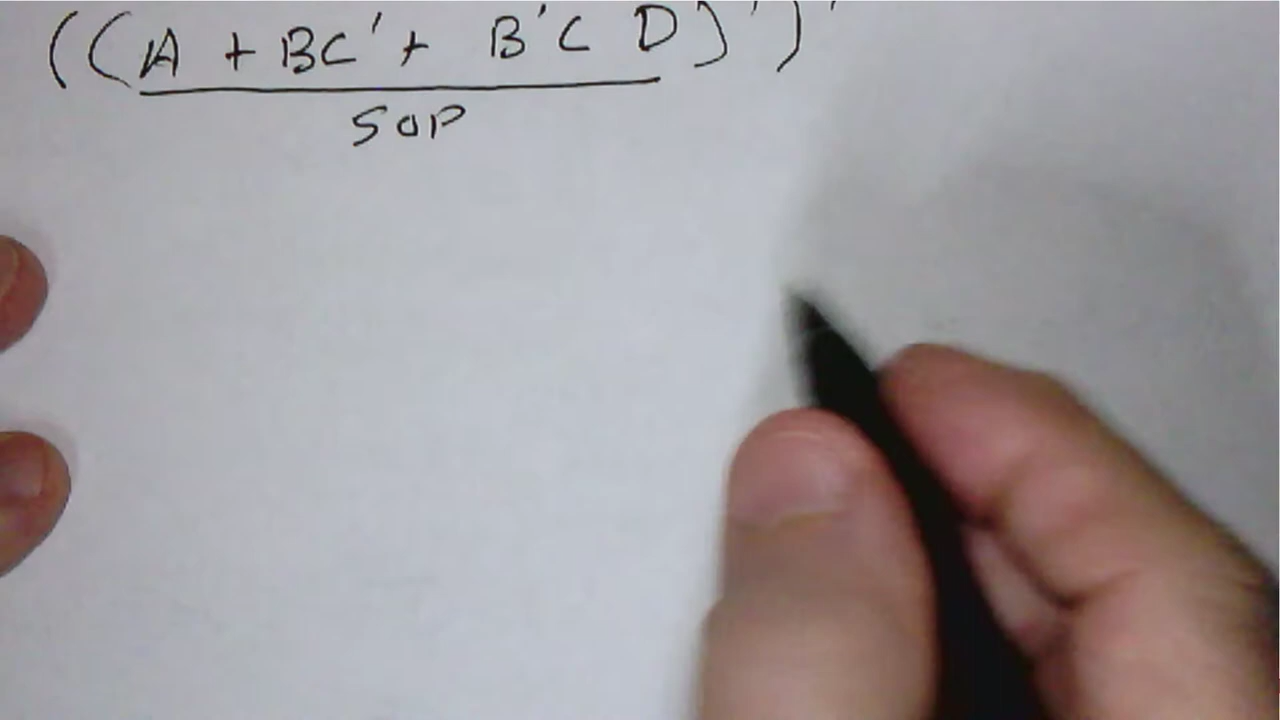 ((A + BC' + B'C D)')'
SOP